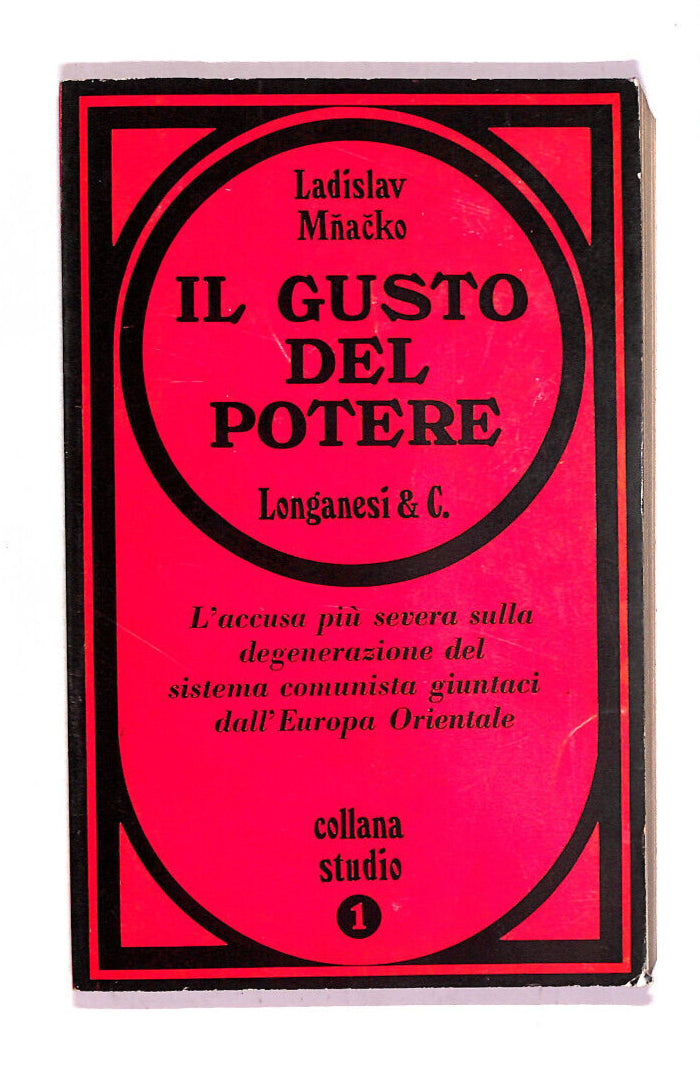 Ladislav
Mňačko
IL GUSTO
DEL
POTERE
Longanesi & C.
L'accusa più severa sulla
degenerazione del
sistema comunista giuntaci
dall'Europa Orientale
collana
studio
1